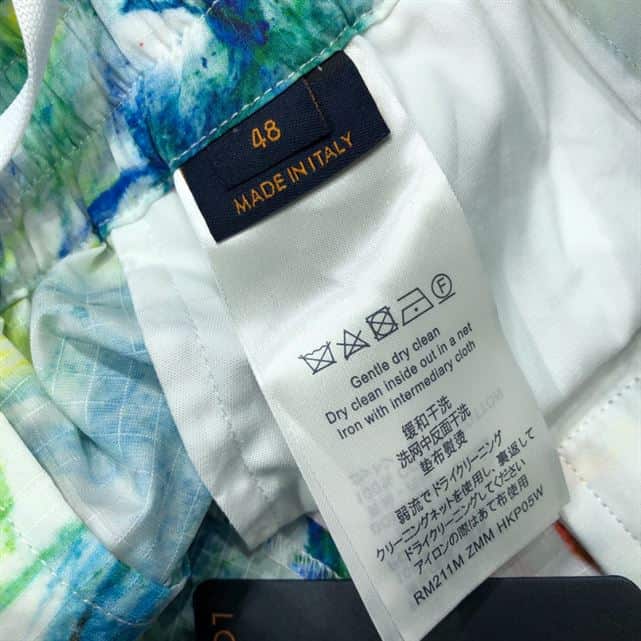 48
MADE IN ITALY
F
Gentle dry clean
Dry clean inside out in a net
Iron with intermediary cloth
缓和干洗
洗网中反面干洗
垫布熨烫
弱流でドライクリーニング
クリーニングネットを使用し、裏返して
ドライクリーニングしてください
アイロンの際はあて布使用
RM211M ZMM HKP05W
LO